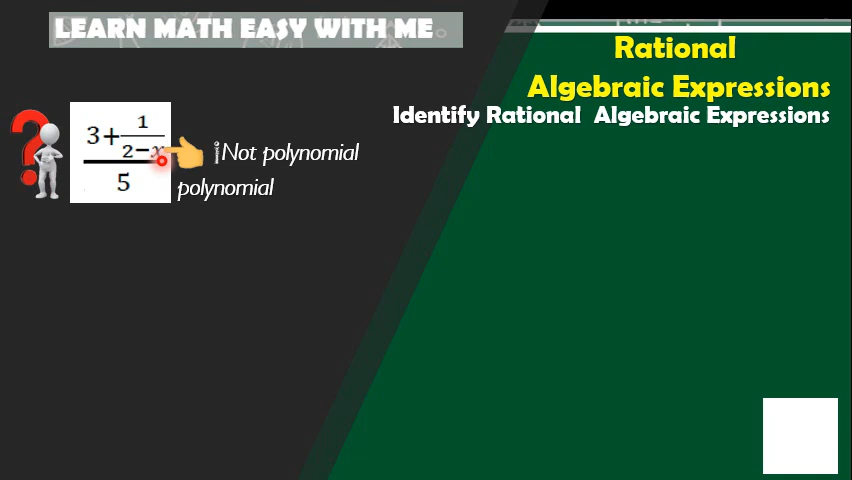 LEARN MATH EASY WITH ME
Rational
Algebraic Expressions
Identify Rational Algebraic Expressions
3+
1
2−x
Not polynomial
5
polynomial